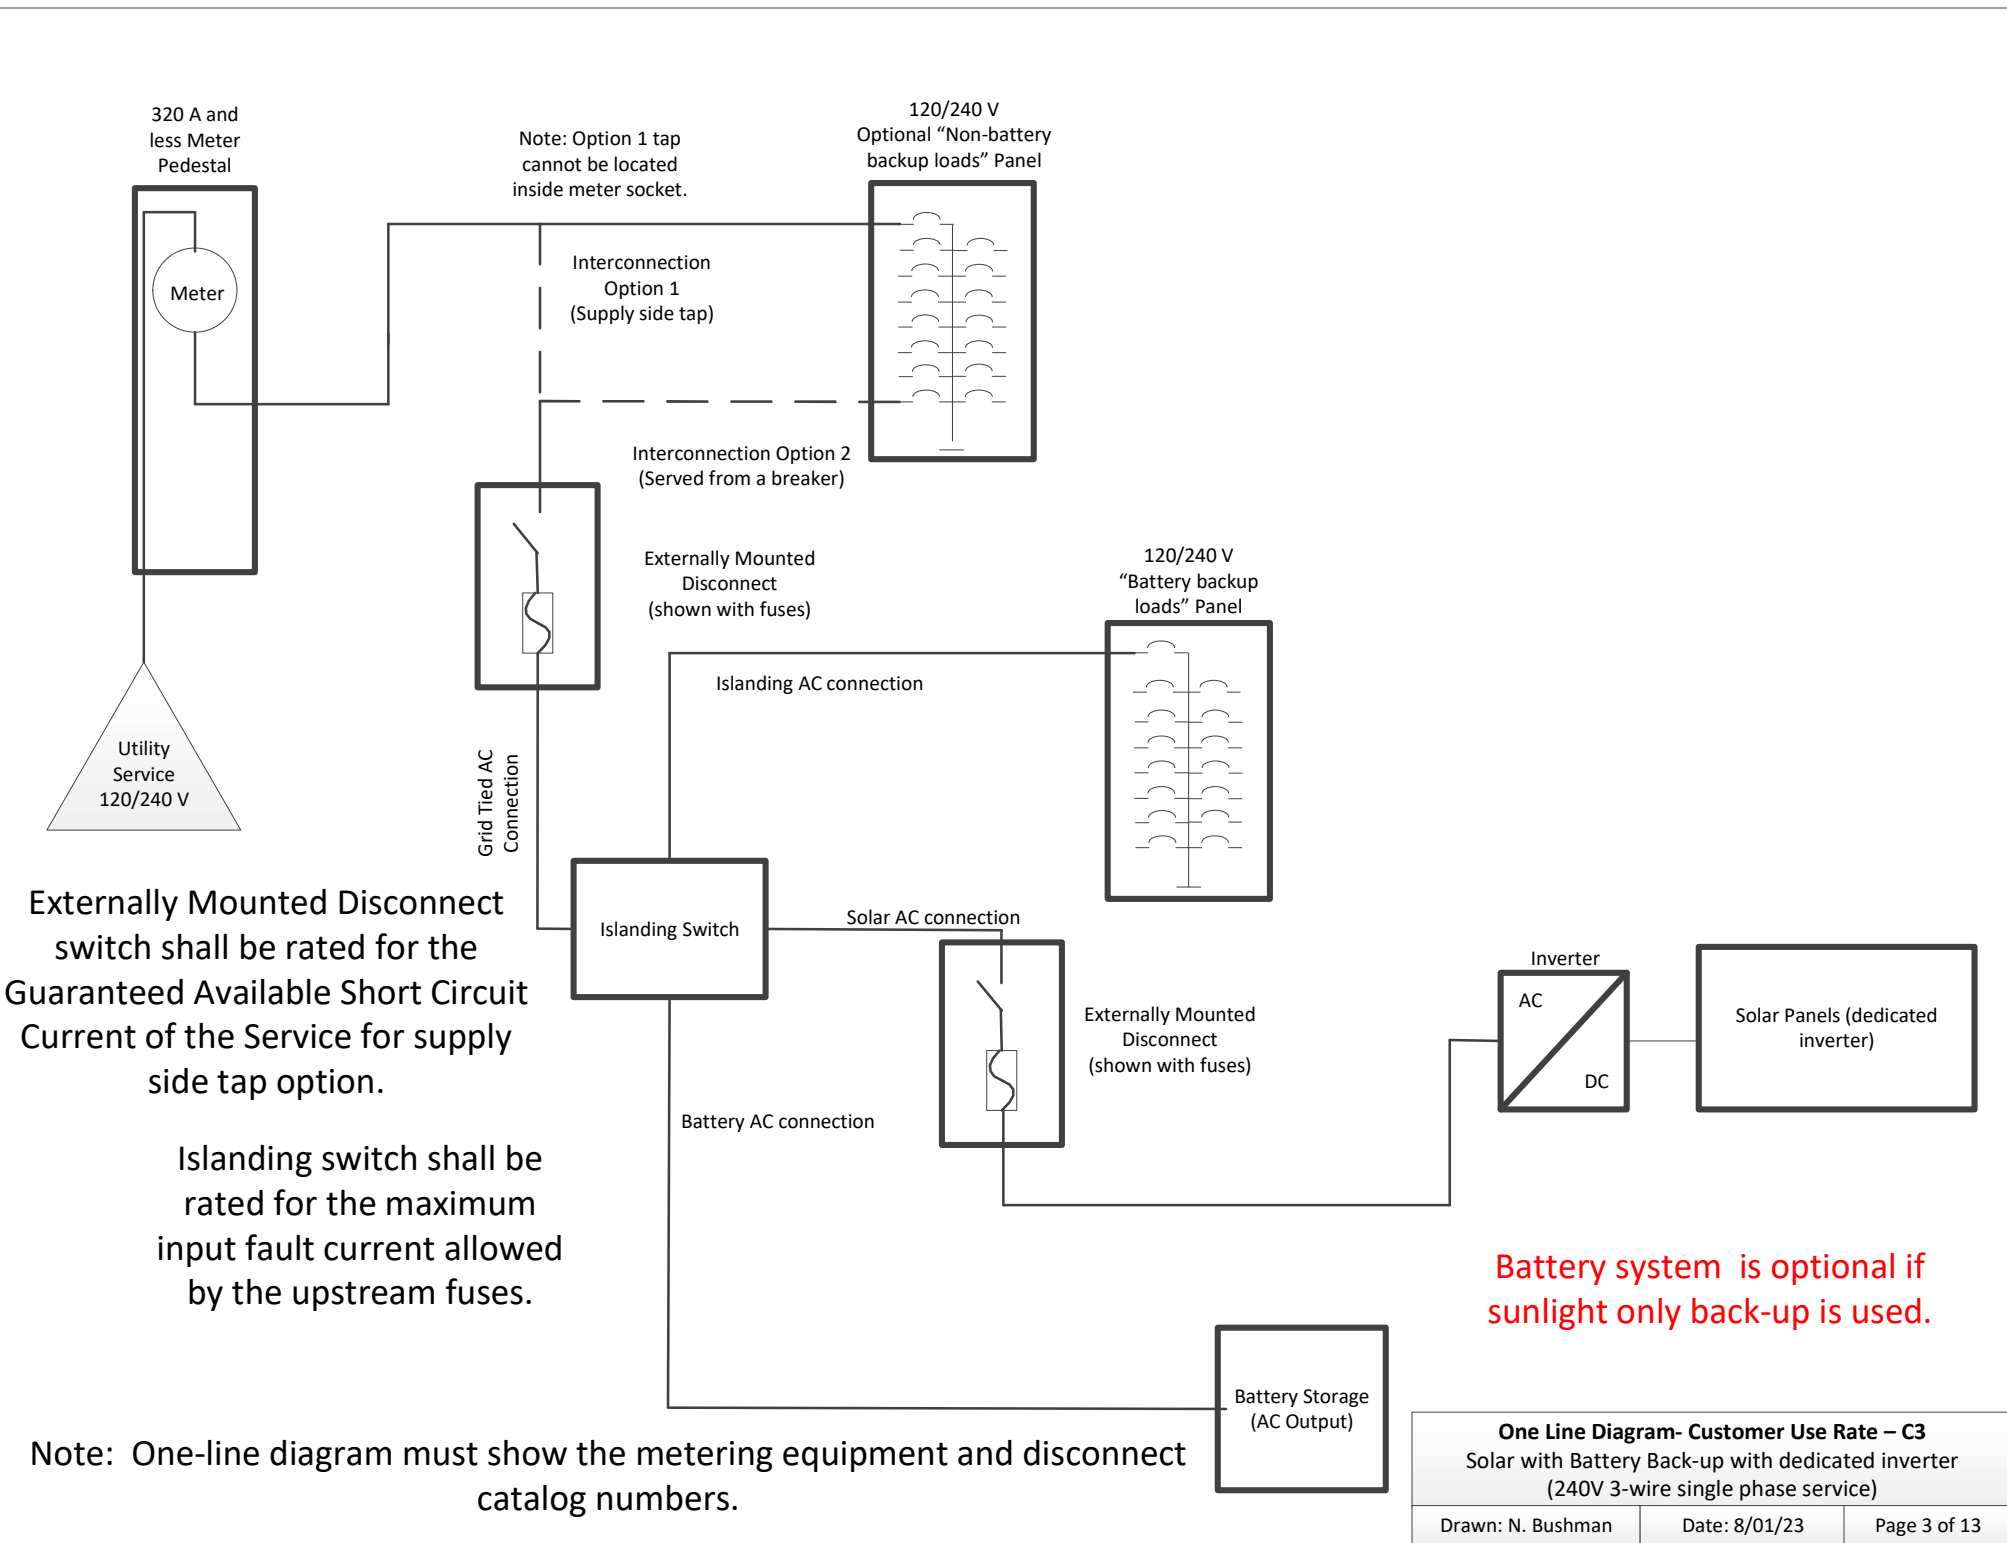 320 A and
less Meter
Pedestal
Note: Option 1 tap
cannot be located
inside meter socket.
120/240 V
Optional “Non-battery
backup loads” Panel
Meter
Interconnection
Option 1
(Supply side tap)
Interconnection Option 2
(Served from a breaker)
Externally Mounted
Disconnect
(shown with fuses)
120/240 V
“Battery backup
loads” Panel
Islanding AC connection
Utility
Service
120/240 V
Grid Tied AC
Connection
Externally Mounted Disconnect
switch shall be rated for the
Guaranteed Available Short Circuit
Current of the Service for supply
side tap option.
Islanding Switch
Solar AC connection
Externally Mounted
Disconnect
(shown with fuses)
Inverter
AC
DC
Solar Panels (dedicated
inverter)
Battery AC connection
Islanding switch shall be
rated for the maximum
input fault current allowed
by the upstream fuses.
Battery system  is optional if
sunlight only back-up is used.
Battery Storage
(AC Output)
Note:  One-line diagram must show the metering equipment and disconnect
catalog numbers.
One Line Diagram- Customer Use Rate – C3
Solar with Battery Back-up with dedicated inverter
(240V 3-wire single phase service)
Drawn: N. Bushman
Date: 8/01/23
Page 3 of 13